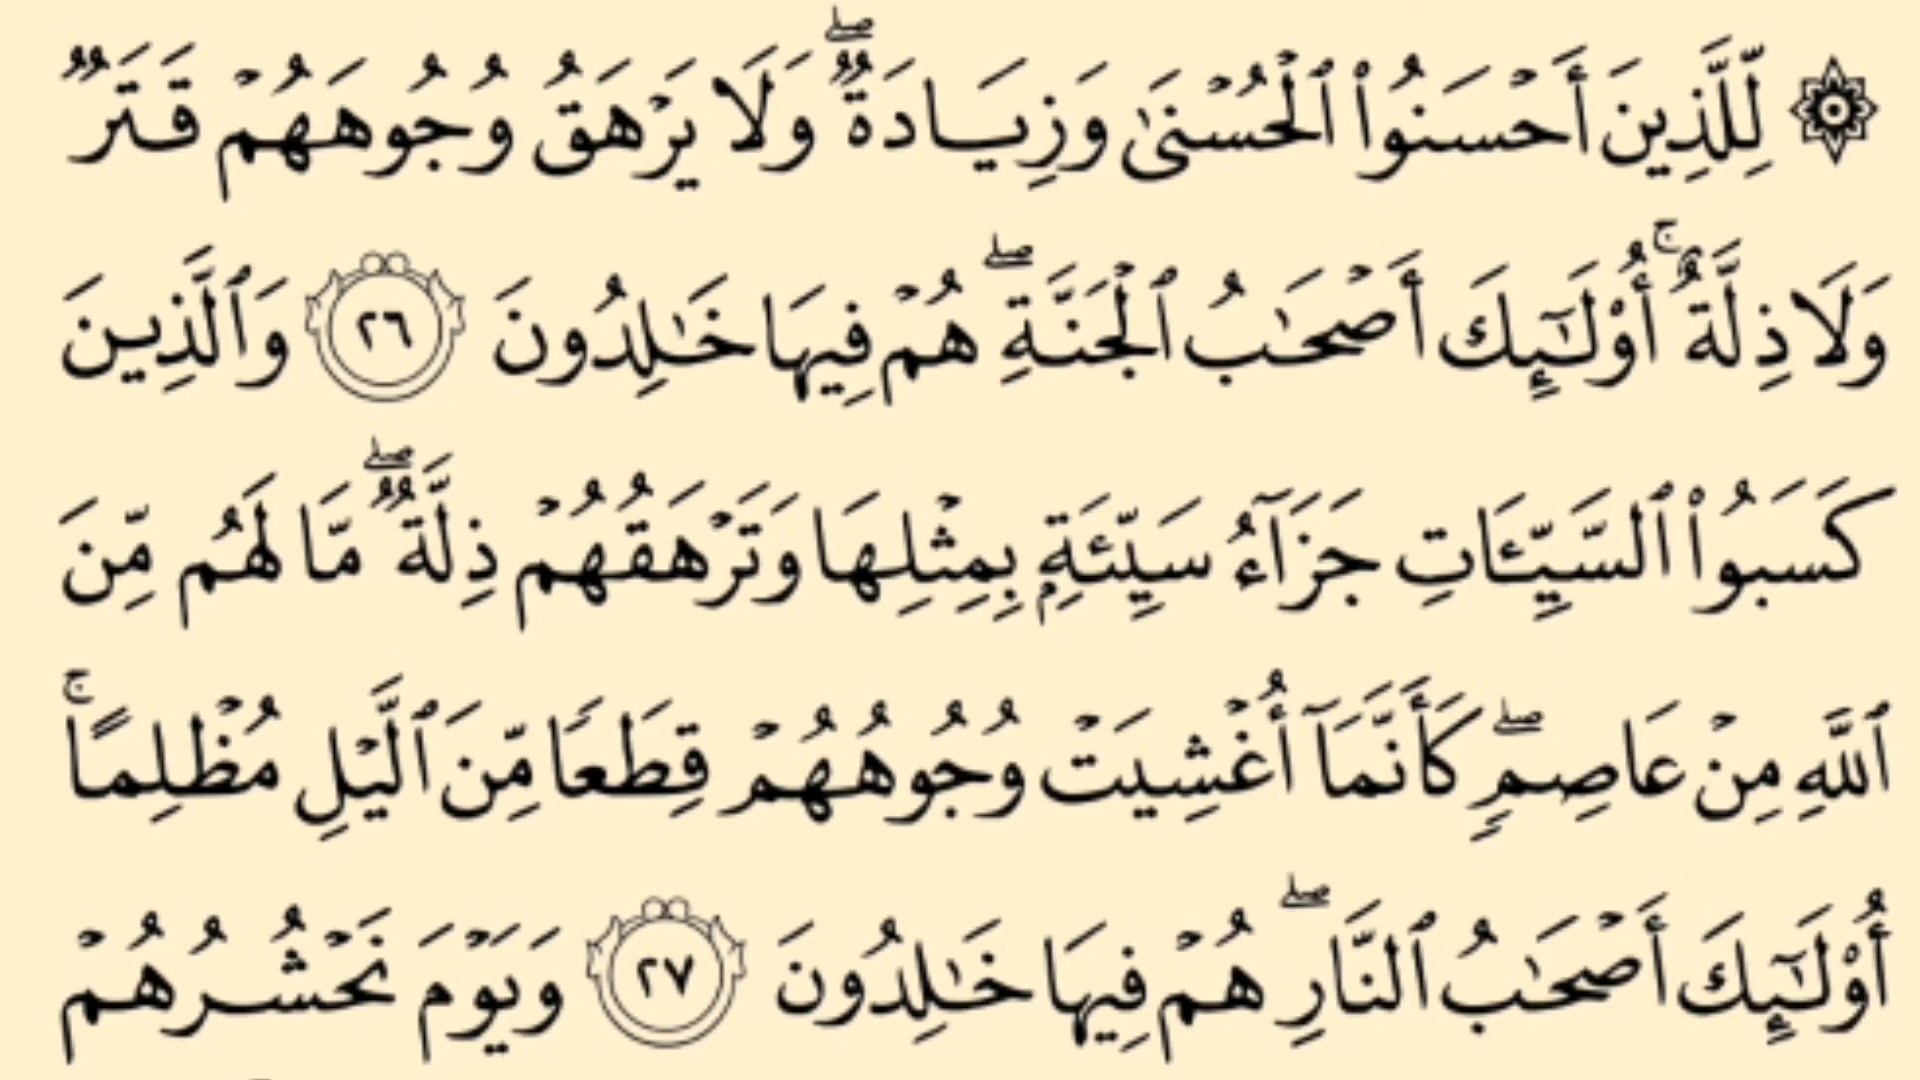 ۞ لِّلَّذِينَ أَحۡسَنُواْ ٱلۡحُسۡنَىٰ وَزِيَادَةٞۖ وَلَا يَرۡهَقُ وُجُوهَهُمۡ قَتَرٞ
وَلَا ذِلَّةٌۚ أُوْلَٰٓئِكَ أَصۡحَٰبُ ٱلۡجَنَّةِۖ هُمۡ فِيهَا خَٰلِدُونَ ٢٦ وَٱلَّذِينَ
كَسَبُواْ ٱلسَّيِّـَٔاتِ جَزَآءُ سَيِّئَةِۭ بِمِثۡلِهَا وَتَرۡهَقُهُمۡ ذِلَّةٞۖ مَّا لَهُم مِّنَ
ٱللَّهِ مِنۡ عَاصِمٖۖ كَأَنَّمَآ أُغۡشِيَتۡ وُجُوهُهُمۡ قِطَعٗا مِّنَ ٱلَّيۡلِ مُظۡلِمًاۚ
أُوْلَٰٓئِكَ أَصۡحَٰبُ ٱلنَّارِۖ هُمۡ فِيهَا خَٰلِدُونَ ٢٧ وَيَوۡمَ نَحۡشُرُهُمۡ